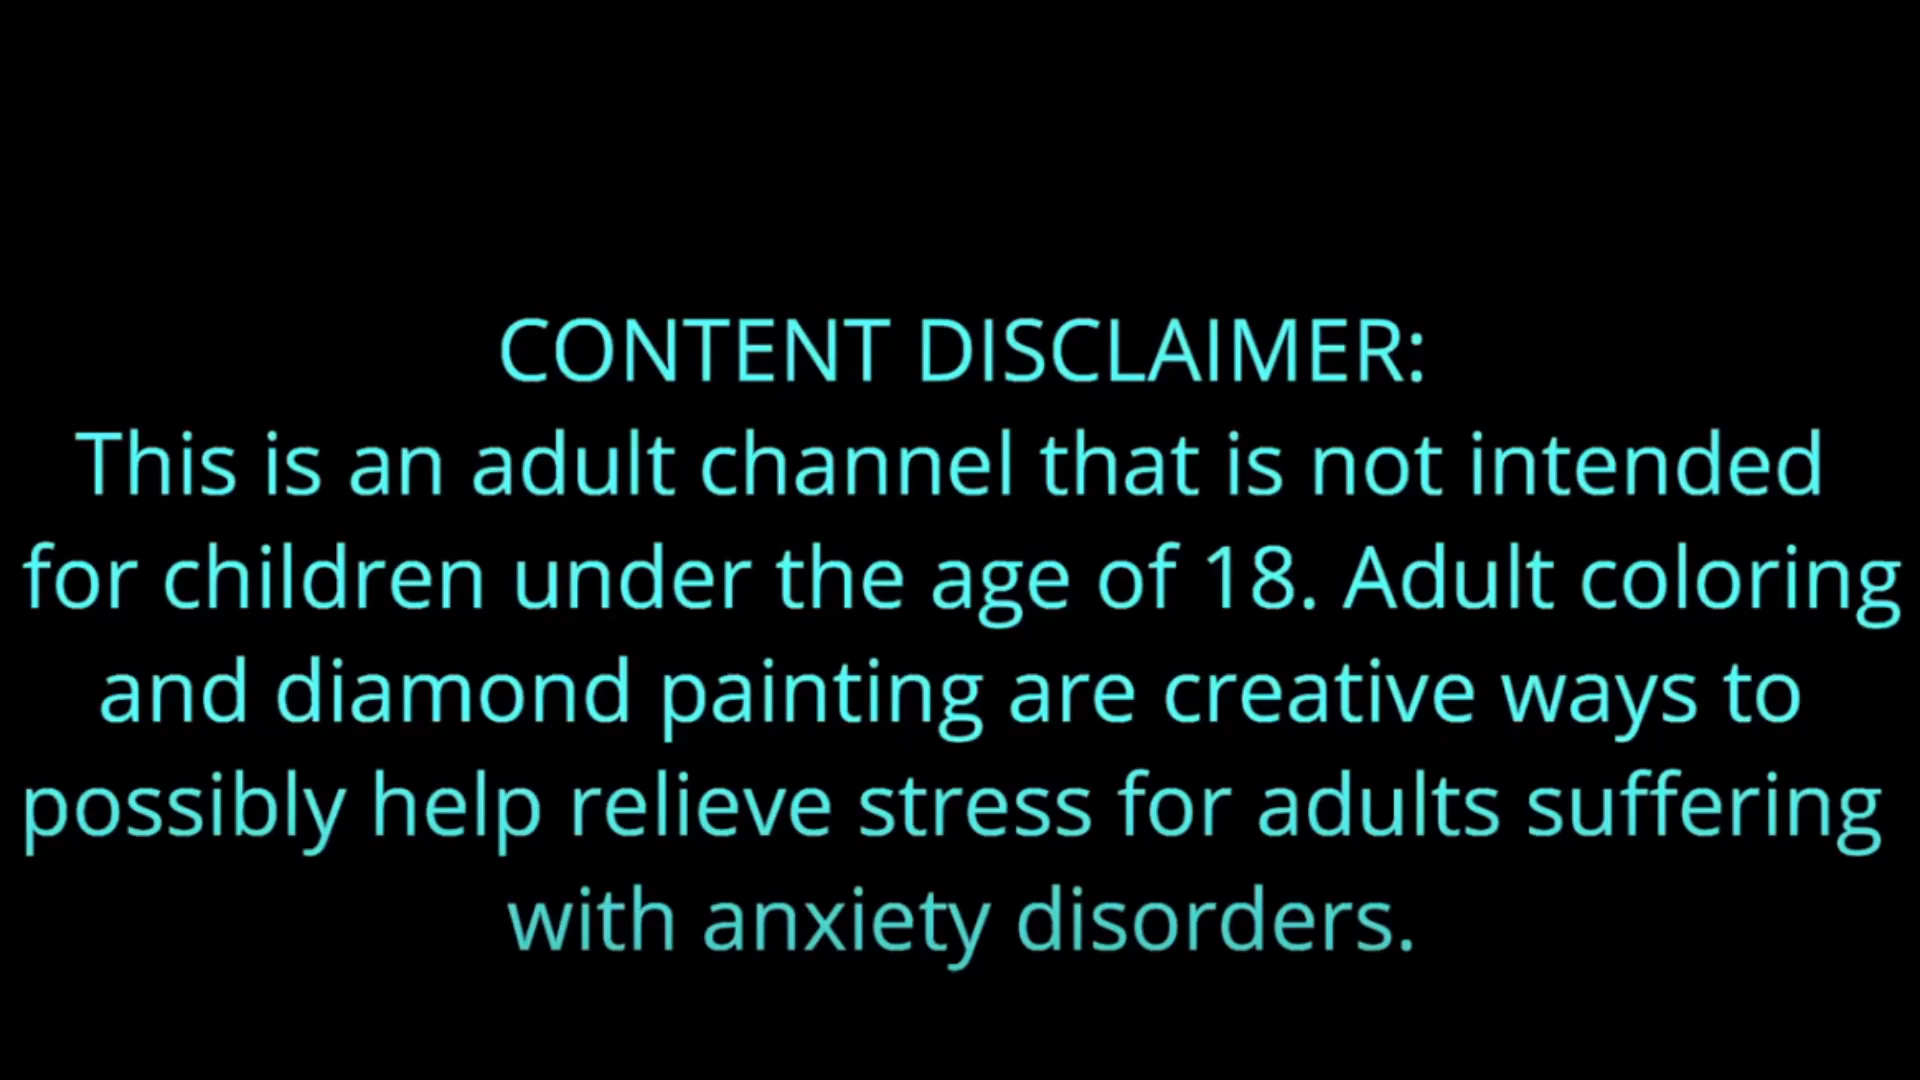 CONTENT DISCLAIMER:
This is an adult channel that is not intended
for children under the age of 18. Adult coloring
and diamond painting are creative ways to
possibly help relieve stress for adults suffering
with anxiety disorders.